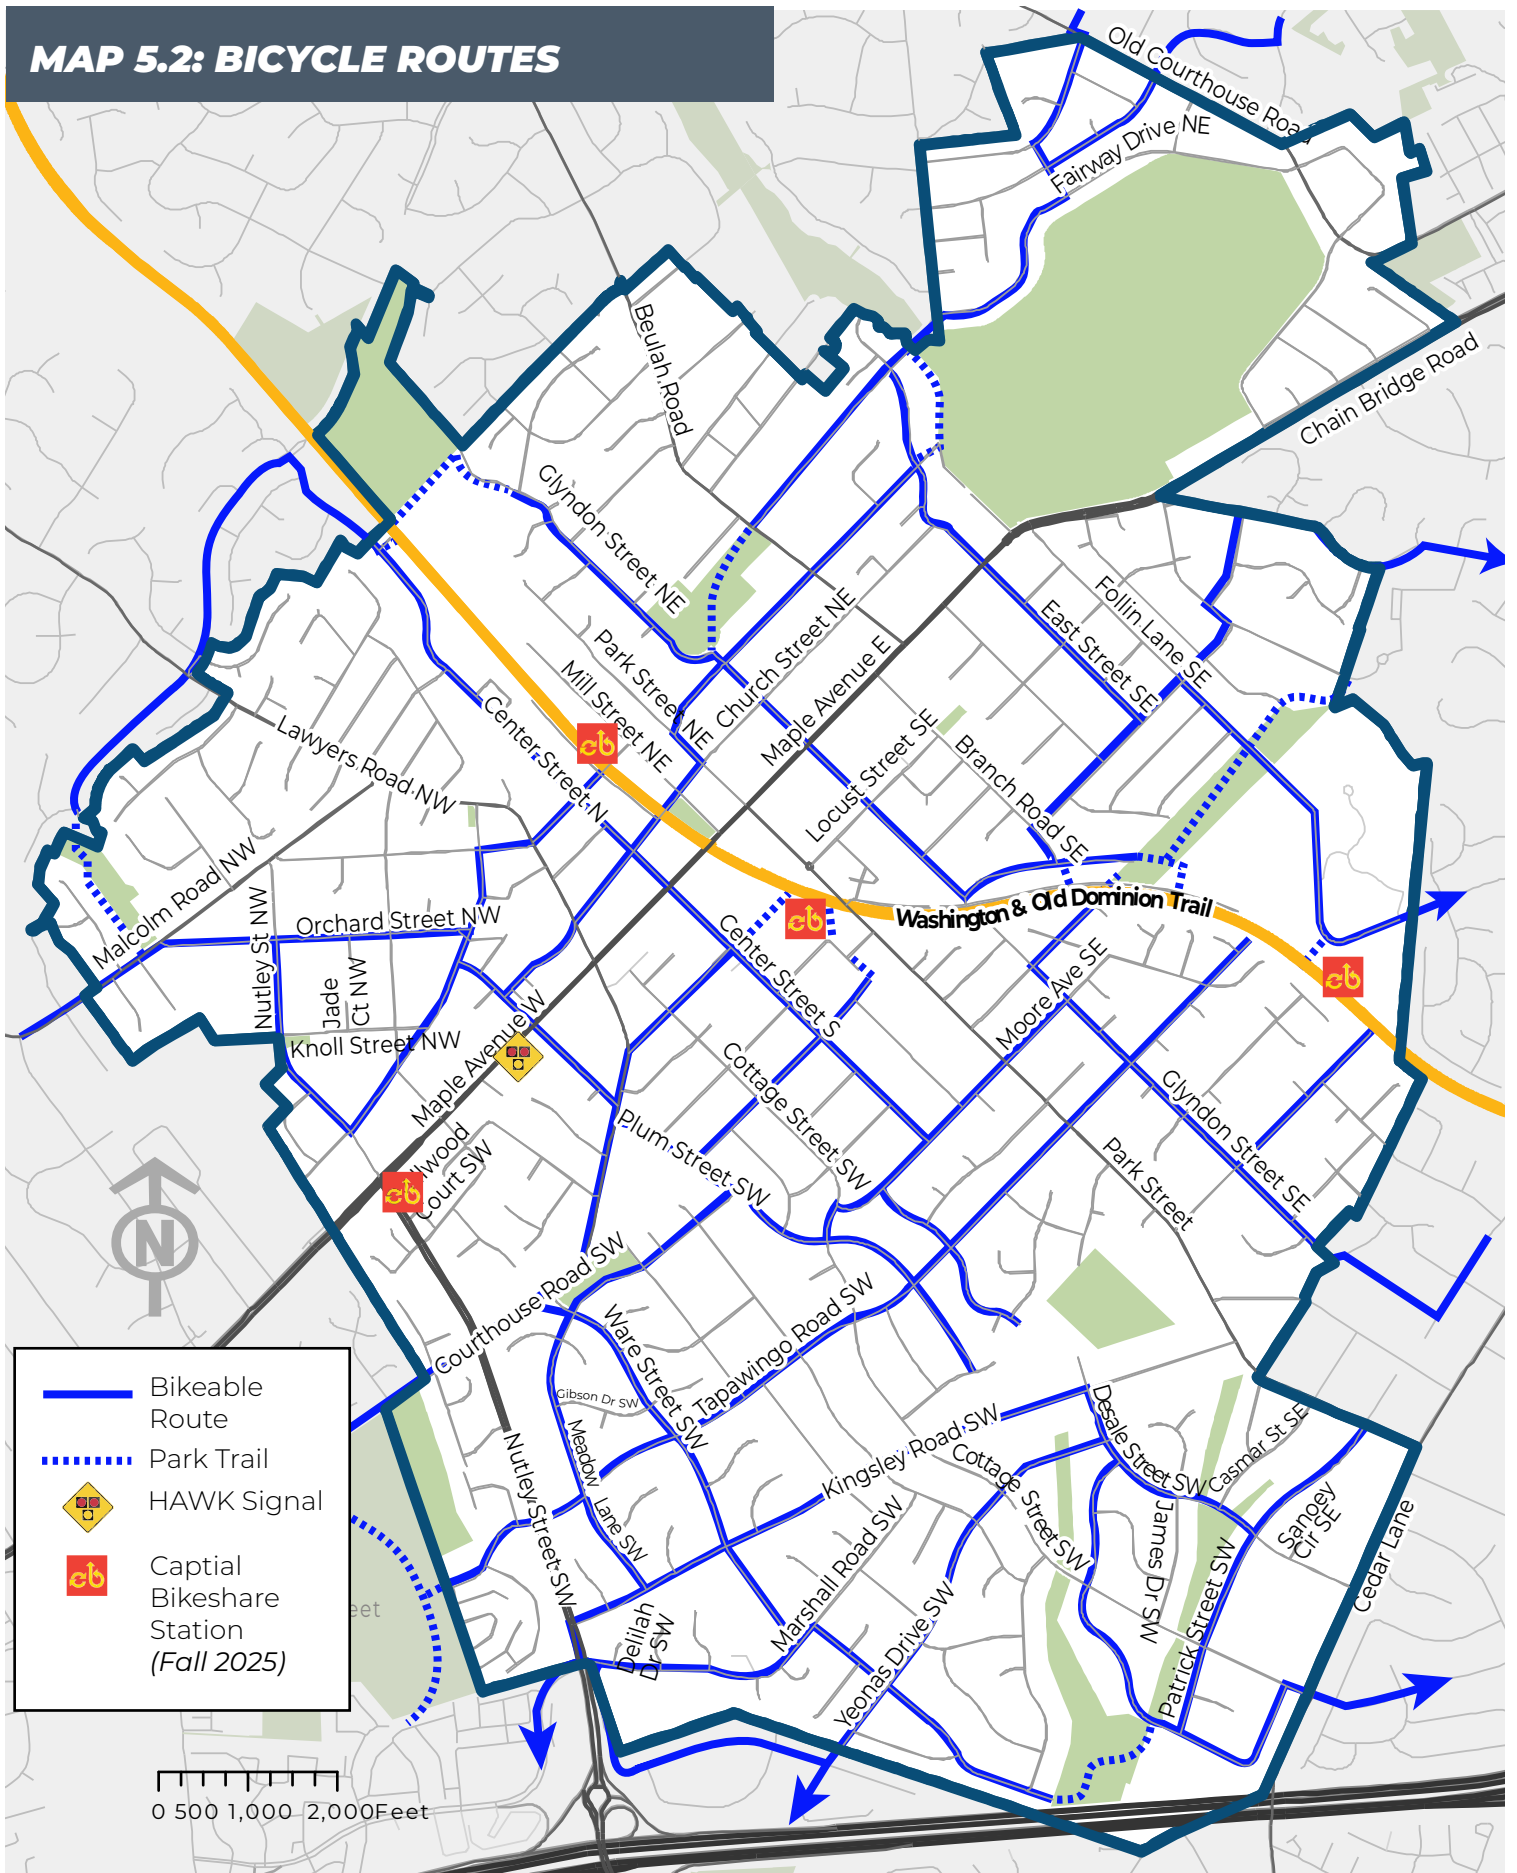 MAP 5.2: BICYCLE ROUTES
Old Courthouse Road
Fairway Drive NE
Chain Bridge Road
Beulah Road
Glyndon Street NE
Park Street NE
Mill Street NE
Church Street NE
Maple Avenue E
Follin Lane SE
East Street SE
Locust Street SE
Branch Road SE
Center Street N
Lawyers Road NW
Malcolm Road NW
Orchard Street NW
Nutley St NW
Jade
Ct NW
Knoll Street NW
Maple Avenue W
Washington & Old Dominion Trail
Center Street S
Moore Ave SE
Cottage Street SW
Glyndon Street SE
Park Street
Plum Street SW
llwood
Court SW
Courthouse Road SW
Ware Street SW
Tapawingo Road SW
Gibson Dr SW
Meadow Lane SW
Nutley Street SW
Kingsley Road SW
Desale Street SW
Casmar St SE
Cottage Street SW
James Dr SW
Sangey
Cir SE
Cedar Lane
Patrick Street SW
Marshall Road SW
Yeonas Drive SW
Delilah
Dr SW
N
Bikeable
Route
Park Trail
HAWK Signal
Captial
Bikeshare
Station
(Fall 2025)
eet
0 500 1,000 2,000Feet